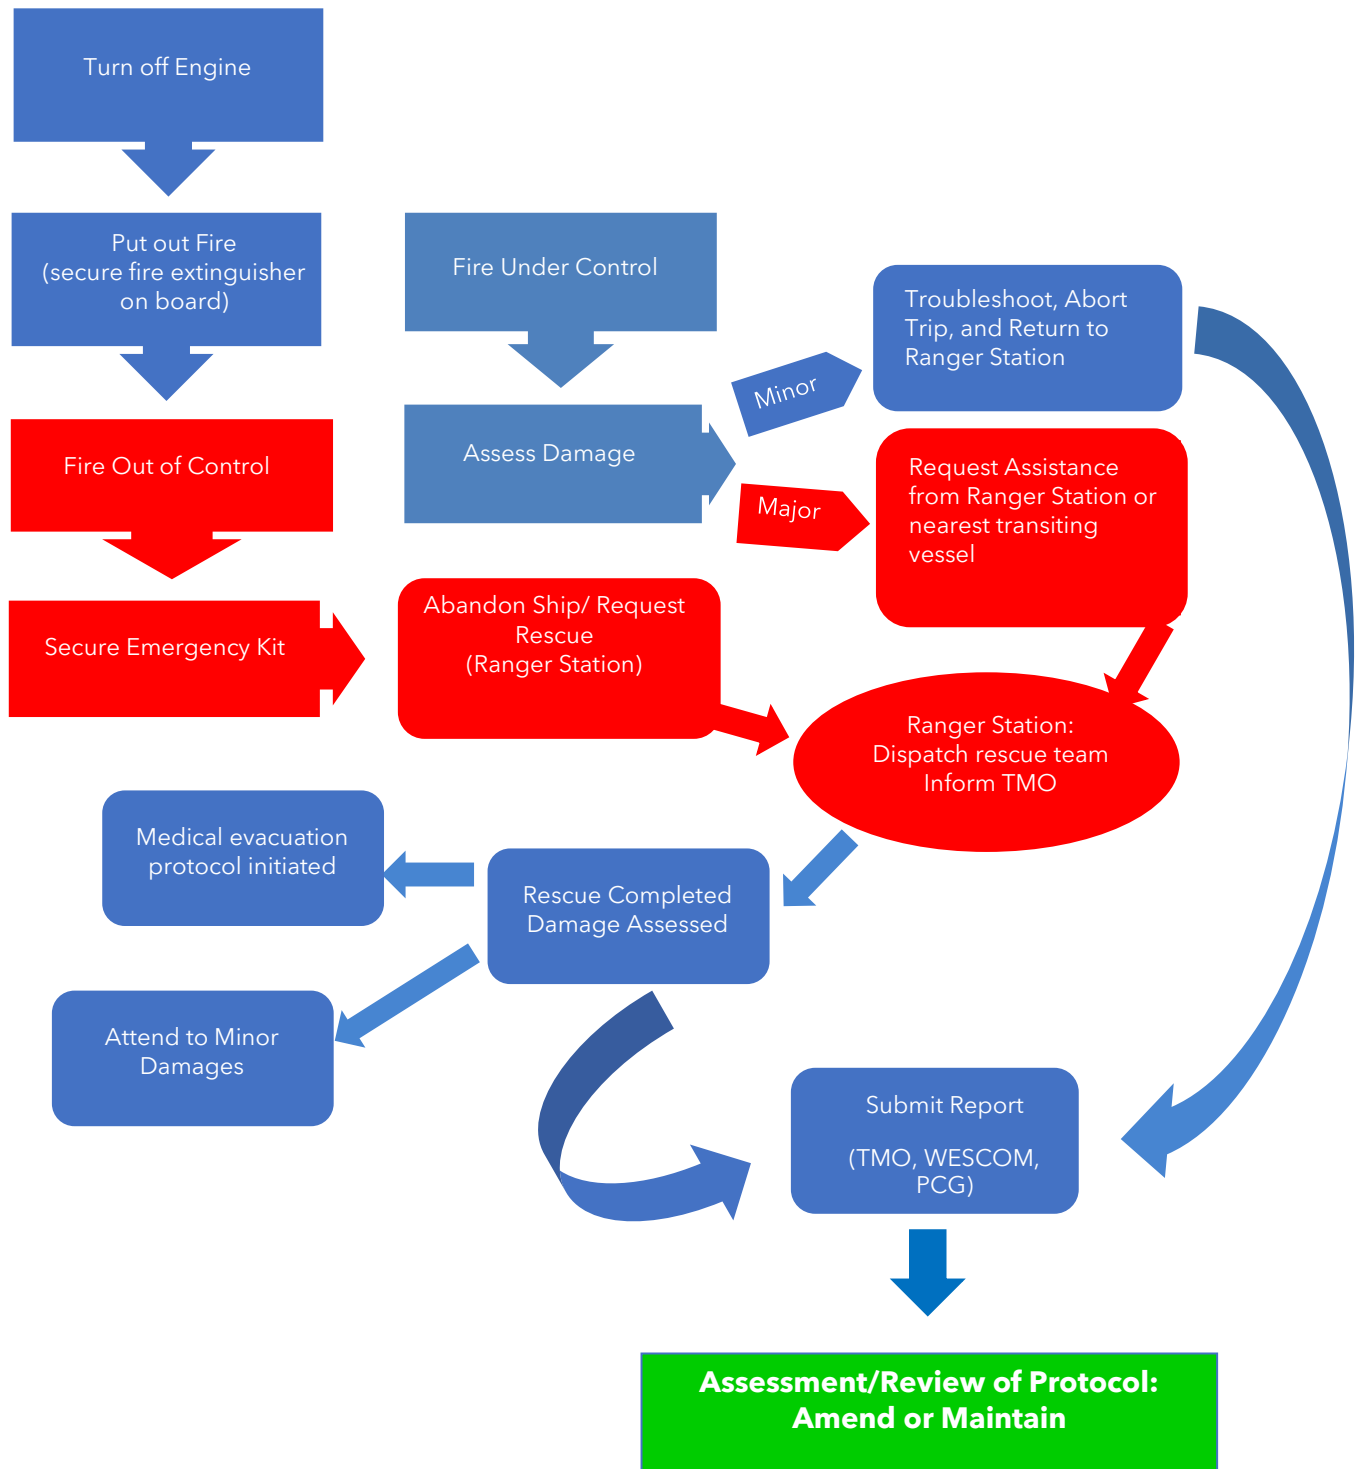 Turn off Engine
Put out Fire
(secure fire extinguisher
on board)
Fire Out of Control
Secure Emergency Kit
Fire Under Control
Assess Damage
Minor
Major
Troubleshoot, Abort
Trip, and Return to
Ranger Station
Request Assistance
from Ranger Station or
nearest transiting
vessel
Abandon Ship/ Request
Rescue
(Ranger Station)
Ranger Station:
Dispatch rescue team
Inform TMO
Medical evacuation
protocol initiated
Rescue Completed
Damage Assessed
Attend to Minor
Damages
Submit Report
(TMO, WESCOM,
PCG)
Assessment/Review of Protocol:
Amend or Maintain